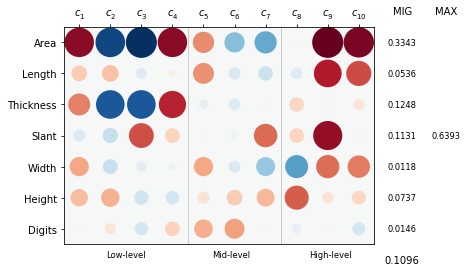 c1 c2 c3 c4 c5 c6 c7 c8 c9 c10 MIG MAX
Area 0.3343
Length 0.0536
Thickness 0.1248
Slant 0.1131 0.6393
Width 0.0118
Height 0.0737
Digits 0.0146
Low-level Mid-level High-level 0.1096